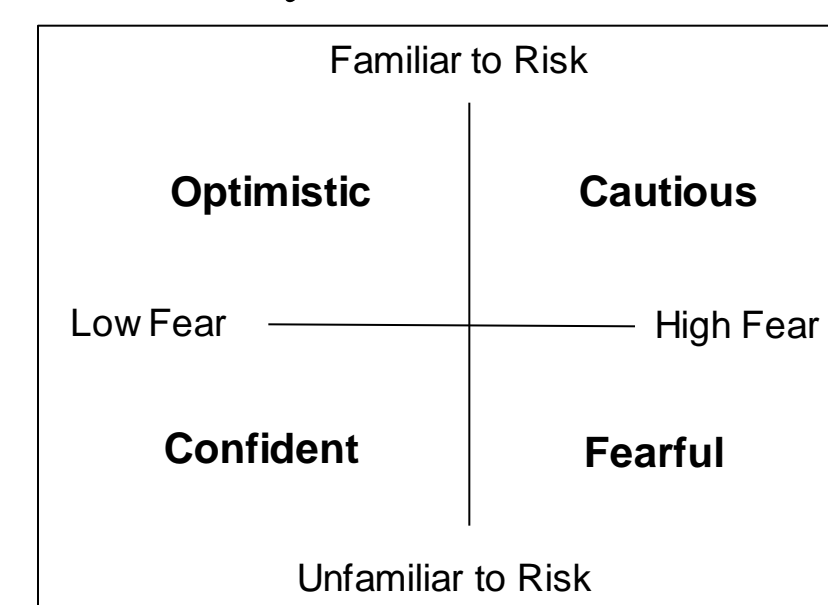 Familiar to Risk
Optimistic Cautious
Low Fear High Fear
Confident Fearful
Unfamiliar to Risk